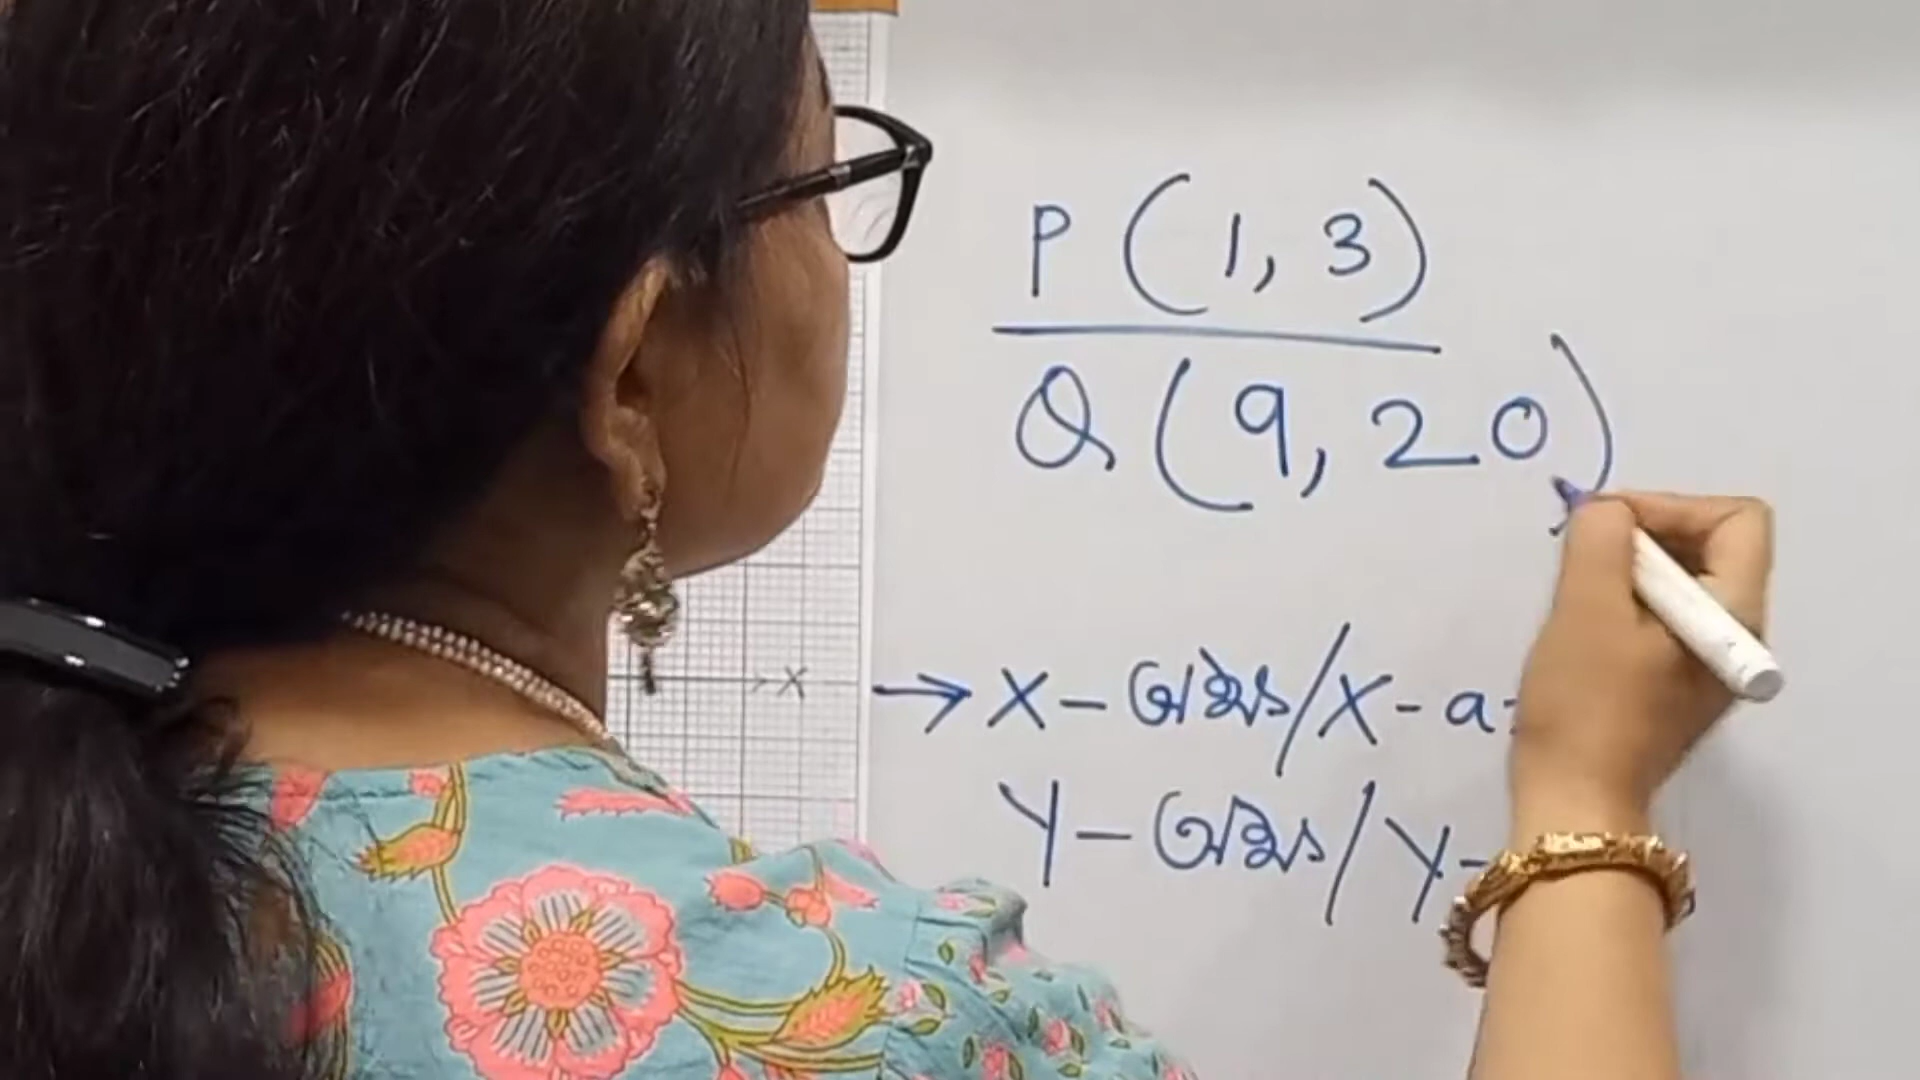 P (1, 3)
Q (9, 20)
X
→ X - অক্ষ / X - a
Y - অক্ষ / Y -